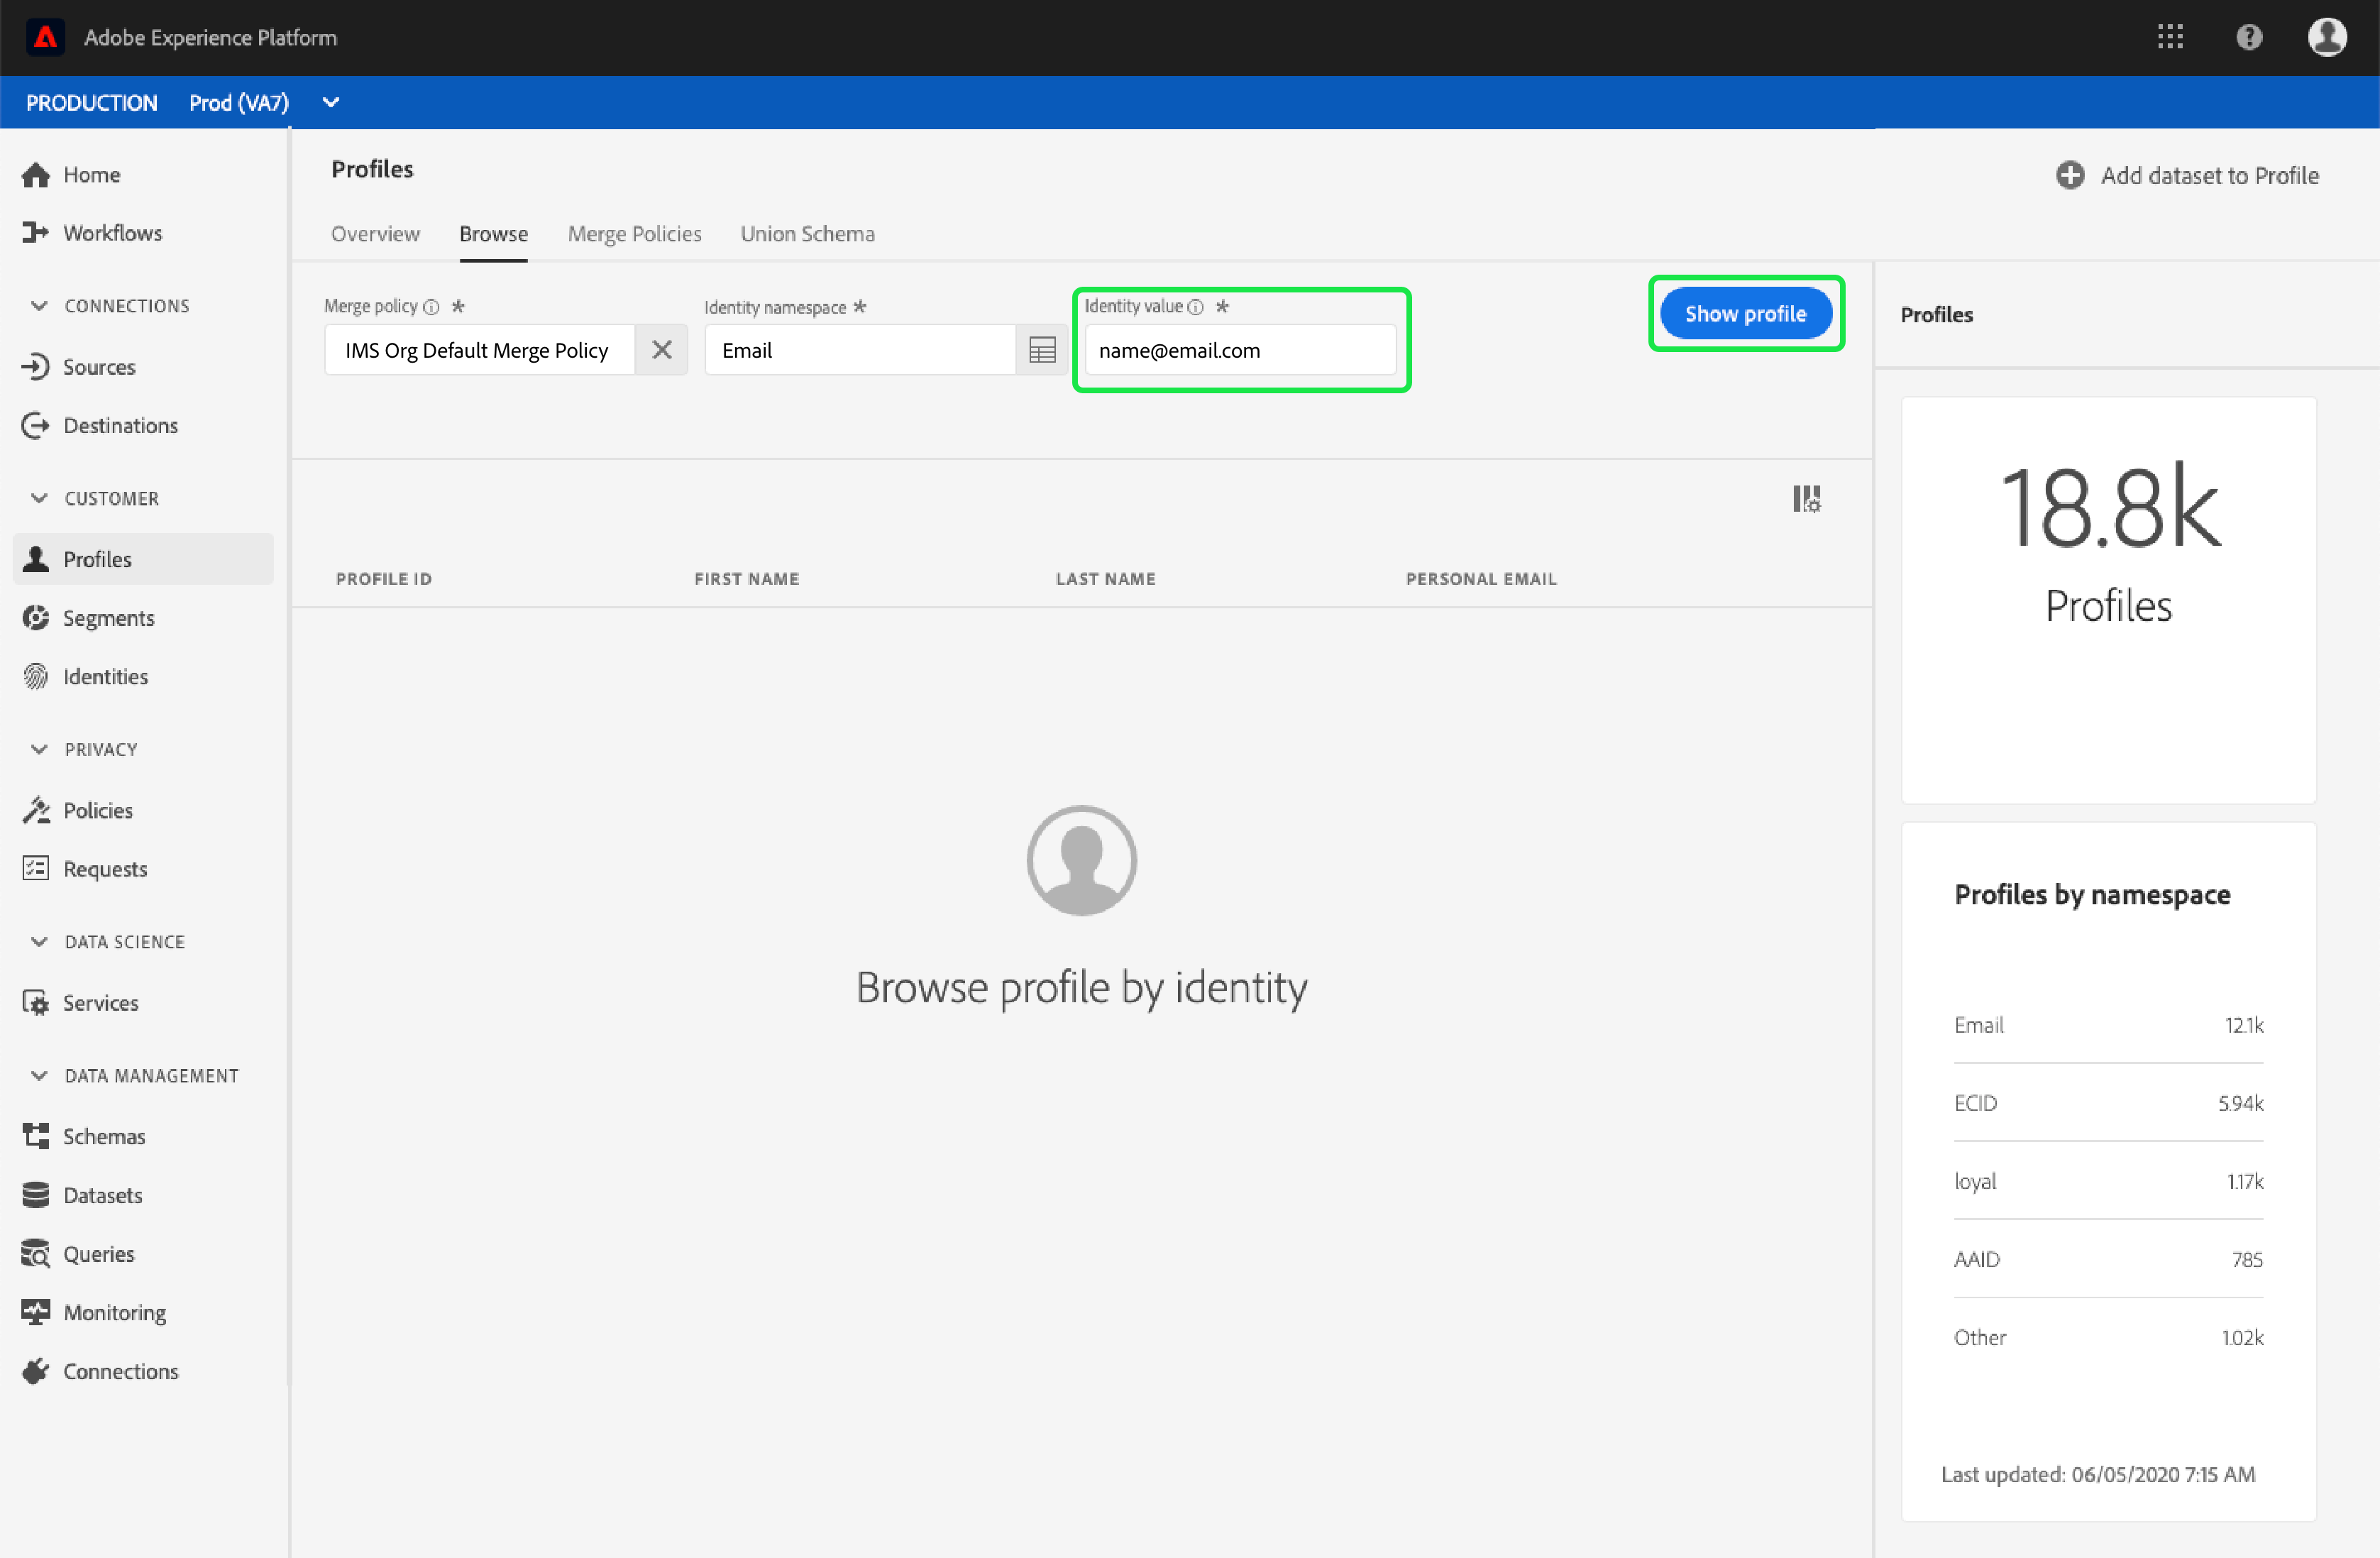 Adobe Experience Platform
PRODUCTION Prod (VA7)
Home
Workflows
CONNECTIONS
Sources
Destinations
CUSTOMER
Profiles
Segments
Identities
PRIVACY
Policies
Requests
DATA SCIENCE
Services
DATA MANAGEMENT
Schemas
Datasets
Queries
Monitoring
Connections
Profiles
Add dataset to Profile
Overview Browse Merge Policies Union Schema
Merge policy * Identity namespace * Identity value *
IMS Org Default Merge Policy Email name@email.com
Show profile
PROFILE ID FIRST NAME LAST NAME PERSONAL EMAIL
Browse profile by identity
Profiles
18.8k
Profiles
Profiles by namespace
Email 12.1k
ECID 5.94k
loyal 1.17k
AAID 785
Other 1.02k
Last updated: 06/05/2020 7:15 AM